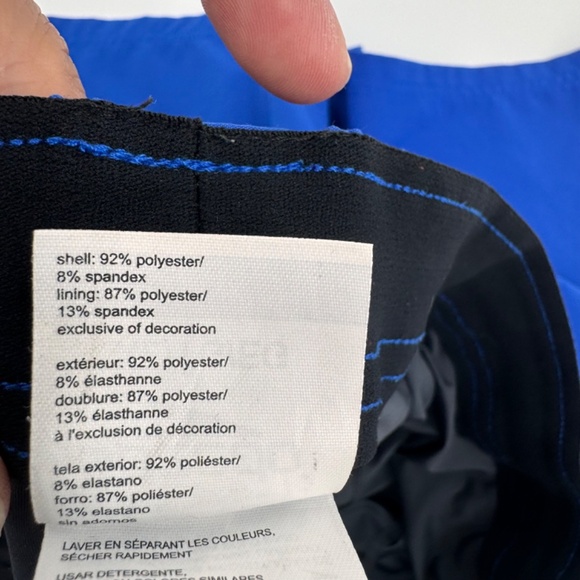 shell: 92% polyester/
8% spandex
lining: 87% polyester/
13% spandex
exclusive of decoration
extérieur: 92% polyester/
8% élasthanne
doublure: 87% polyester/
13% élasthanne
à l'exclusion de décoration
tela exterior: 92% poliéster/
8% elastano
forro: 87% poliéster/
13% elastano
sin adornos
LAVER EN SÉPARANT LES COULEURS,
SÉCHER RAPIDEMENT
USAR DETERGENTE,
COLORES SIMILARES